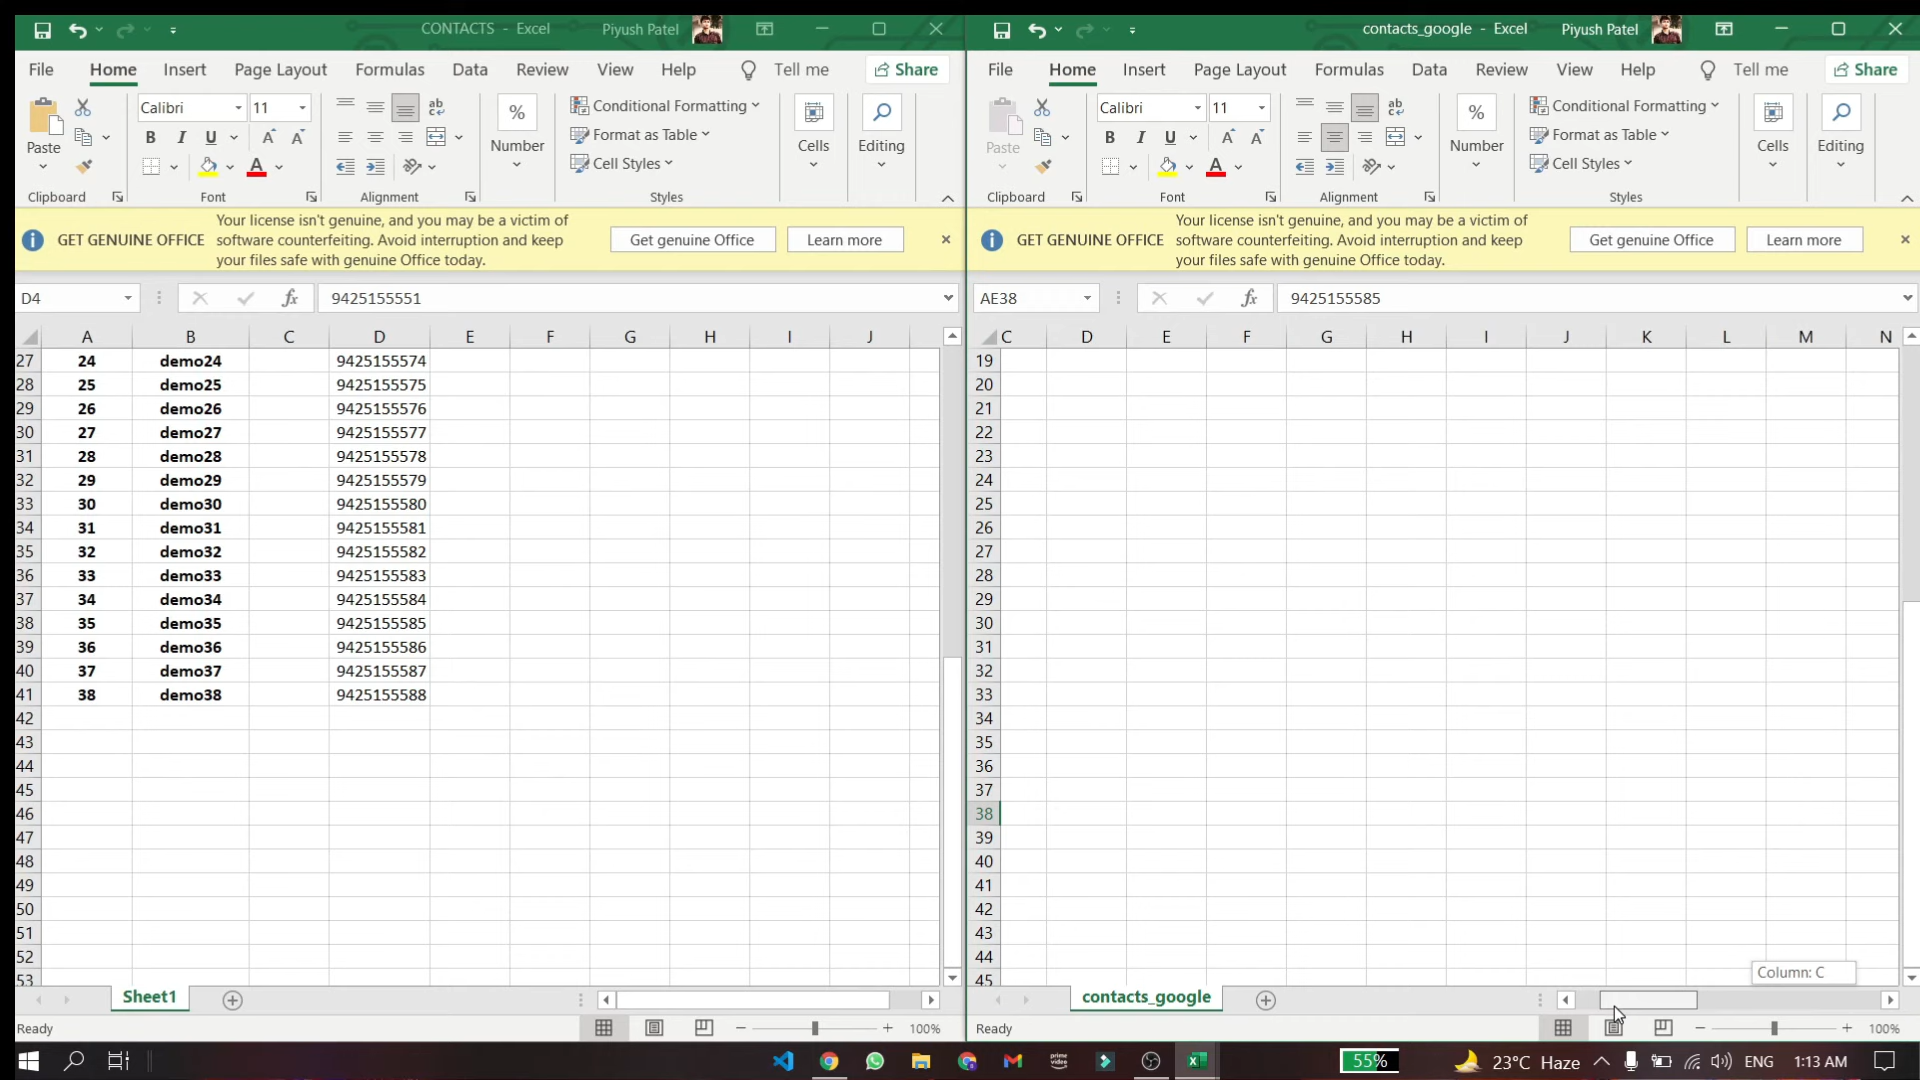 CONTACTS - Excel Piyush Patel
File Home Insert Page Layout Formulas Data Review View Help Tell me Share
Paste
Clipboard
Calibri 11
B I U A A
A
Font
ab
Alignment
%
Number
Conditional Formatting
Format as Table
Cell Styles
Styles
Cells
Editing
GET GENUINE OFFICE
Your license isn't genuine, and you may be a victim of
software counterfeiting. Avoid interruption and keep
your files safe with genuine Office today.
Get genuine Office
Learn more
D4 fx 9425155551
A B C D E F G H I J
27 24 demo24 9425155574
28 25 demo25 9425155575
29 26 demo26 9425155576
30 27 demo27 9425155577
31 28 demo28 9425155578
32 29 demo29 9425155579
33 30 demo30 9425155580
34 31 demo31 9425155581
35 32 demo32 9425155582
36 33 demo33 9425155583
37 34 demo34 9425155584
38 35 demo35 9425155585
39 36 demo36 9425155586
40 37 demo37 9425155587
41 38 demo38 9425155588
42
43
44
45
46
47
48
49
50
51
52
53
Sheet1
Ready 100%
contacts_google - Excel Piyush Patel
File Home Insert Page Layout Formulas Data Review View Help Tell me Share
Paste
Clipboard
Calibri 11
B I U A A
A
Font
ab
Alignment
%
Number
Conditional Formatting
Format as Table
Cell Styles
Styles
Cells
Editing
GET GENUINE OFFICE
Your license isn't genuine, and you may be a victim of
software counterfeiting. Avoid interruption and keep
your files safe with genuine Office today.
Get genuine Office
Learn more
AE38 fx 9425155585
C D E F G H I J K L M N
19
20
21
22
23
24
25
26
27
28
29
30
31
32
33
34
35
36
37
38
39
40
41
42
43
44
45
Column: C
contacts_google
Ready 100%
prime video 55% 23°C Haze ENG 1:13 AM